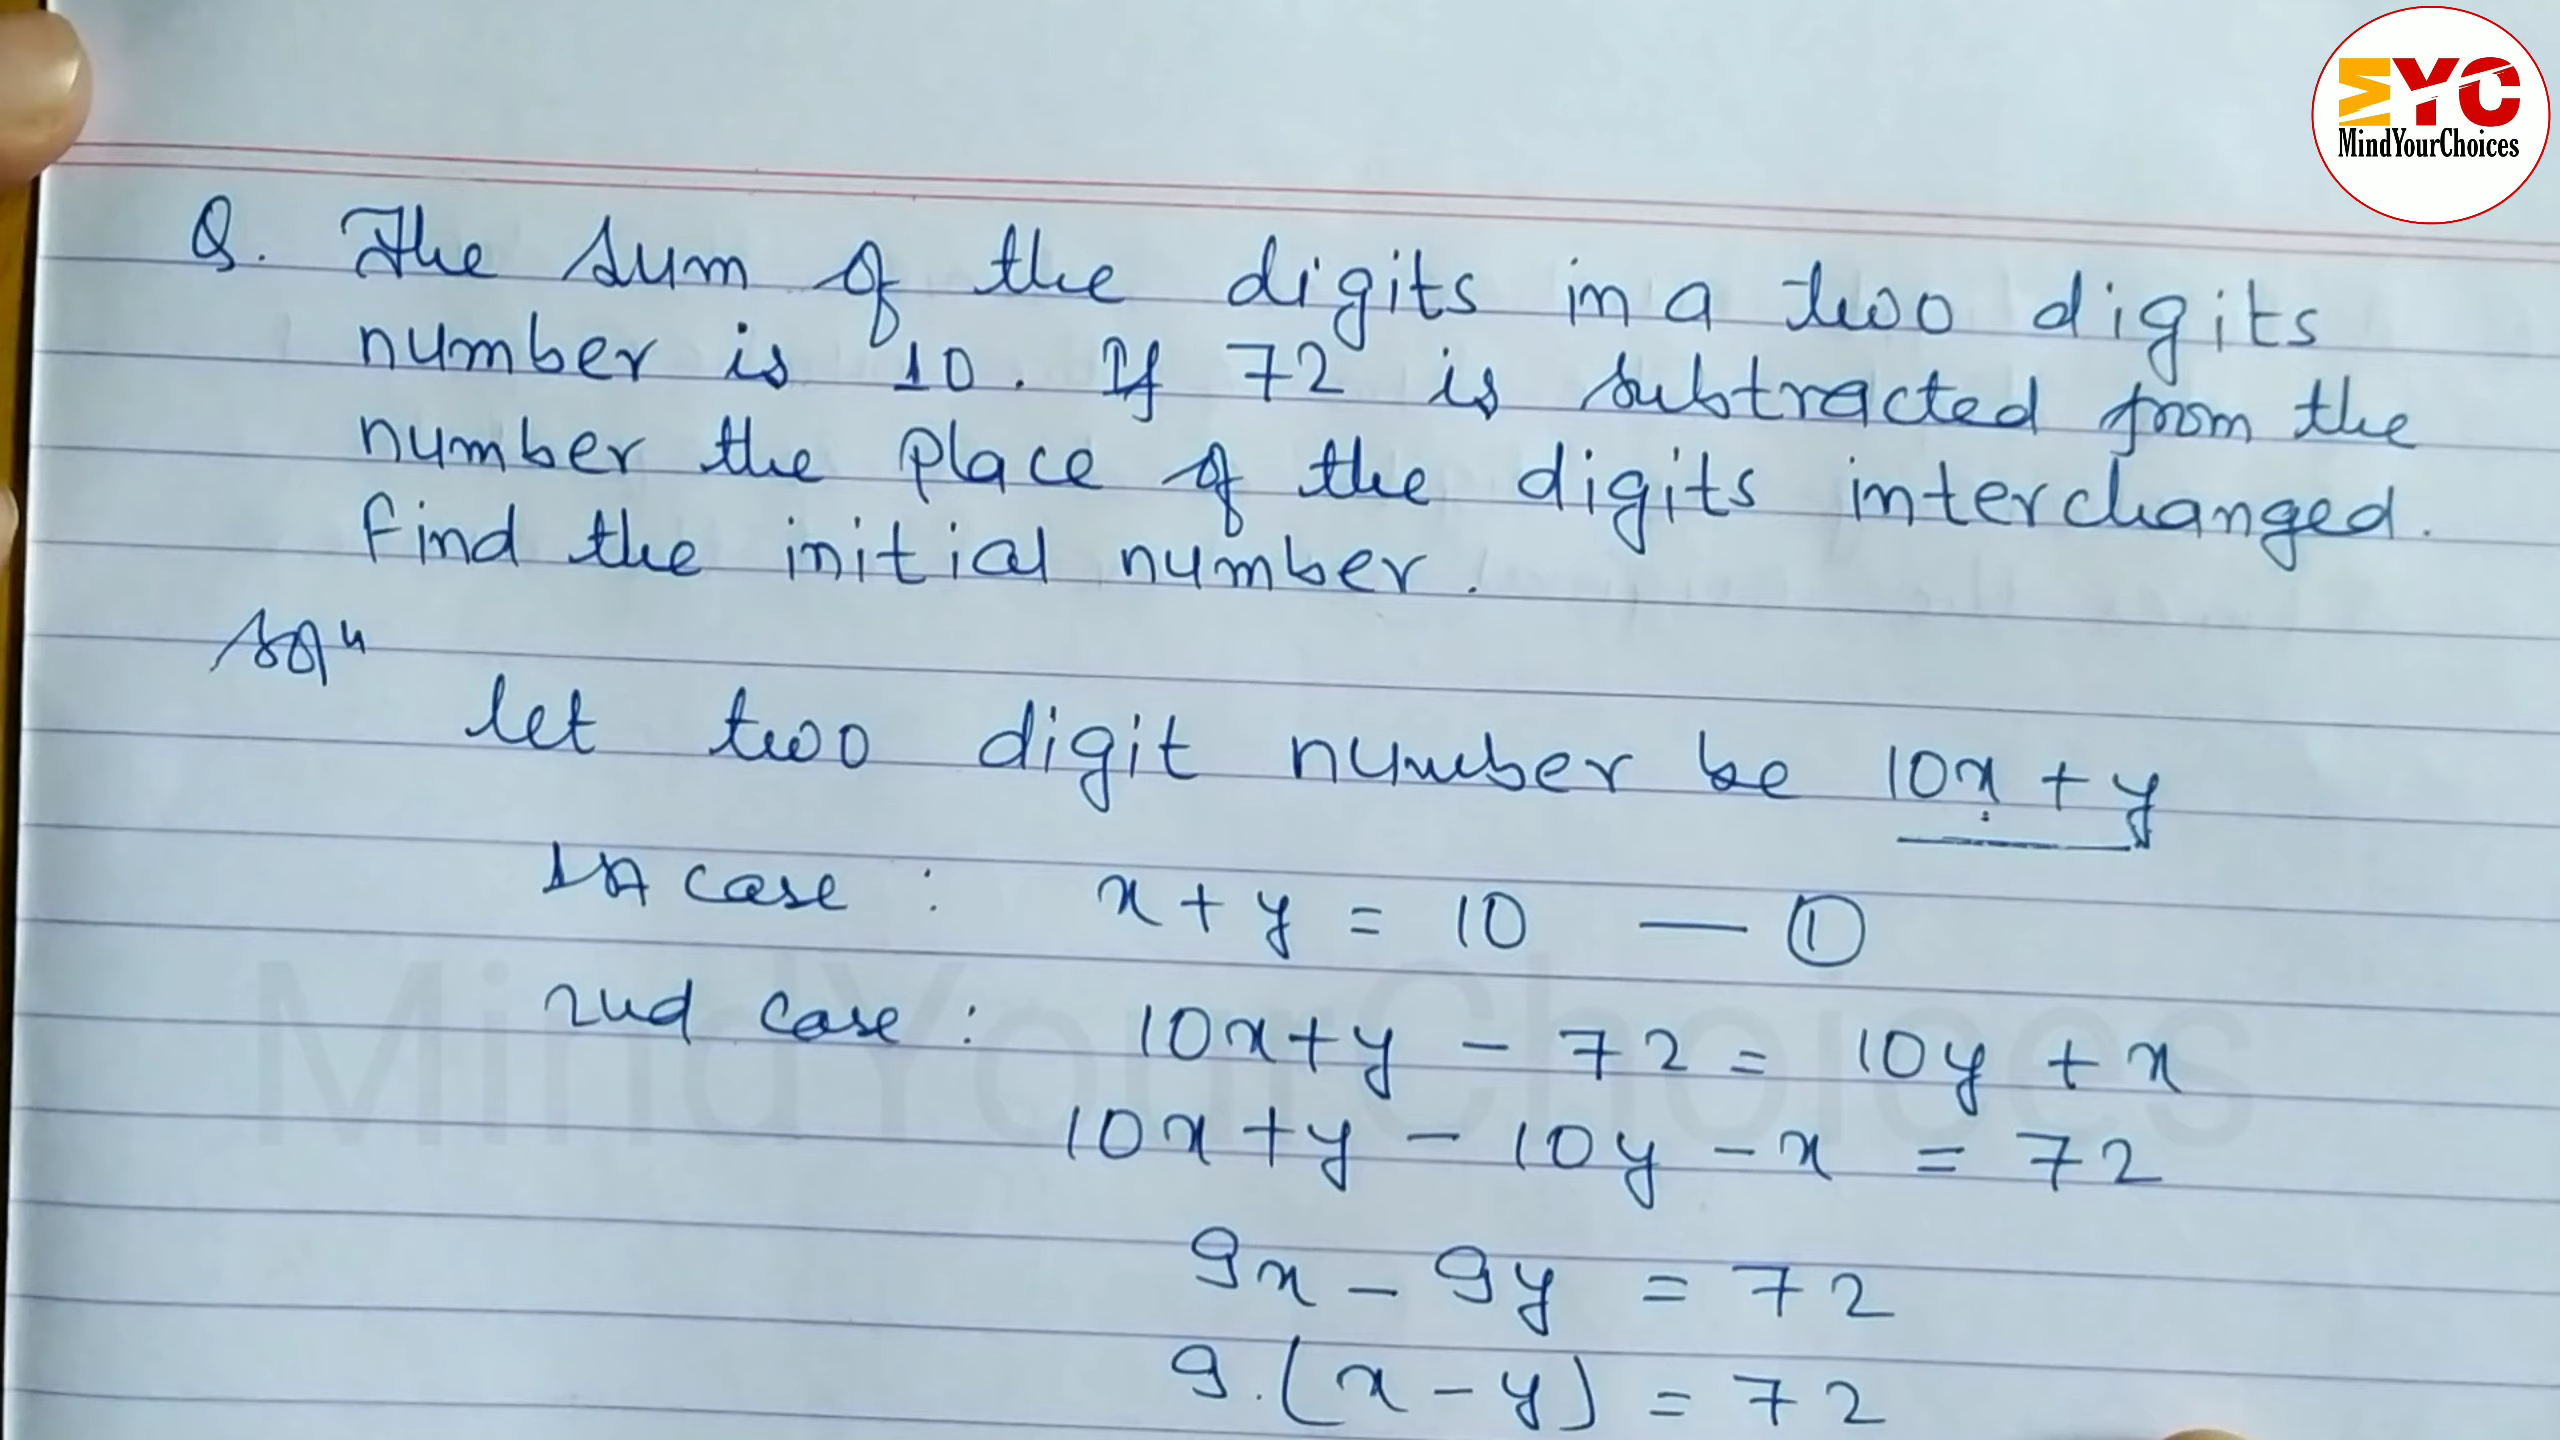 MYC
MindYourChoices
Q. The sum of the digits in a two digits
number is 10. If 72 is subtracted from the
number the place of the digits interchanged.
Find the initial number.
Solⁿ
let two digit number be 10x + y
1st case : x + y = 10 — ①
2nd case : 10x + y - 72 = 10y + x
10x + y - 10y - x = 72
9x - 9y = 72
9.(x - y) = 72
MindYourChoices